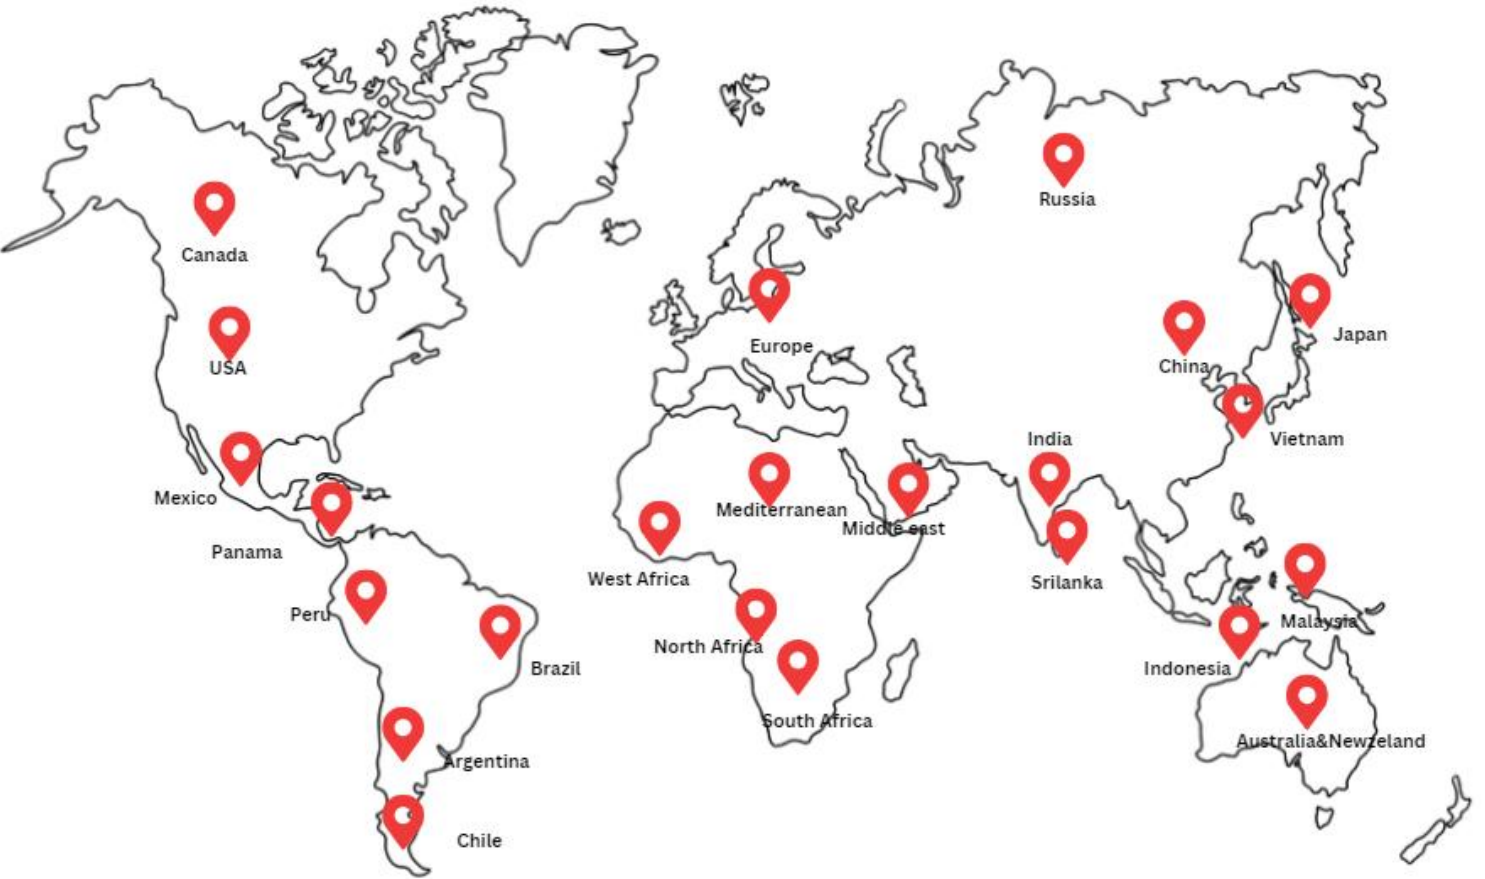 Russia
Canada
Japan
Europe
China
USA
India
Vietnam
Mexico
Mediterranean
Middle east
Panama
West Africa
Srilanka
Peru
Malaysia
North Africa
Brazil
Indonesia
South Africa
Australia&Newzeland
Argentina
Chile